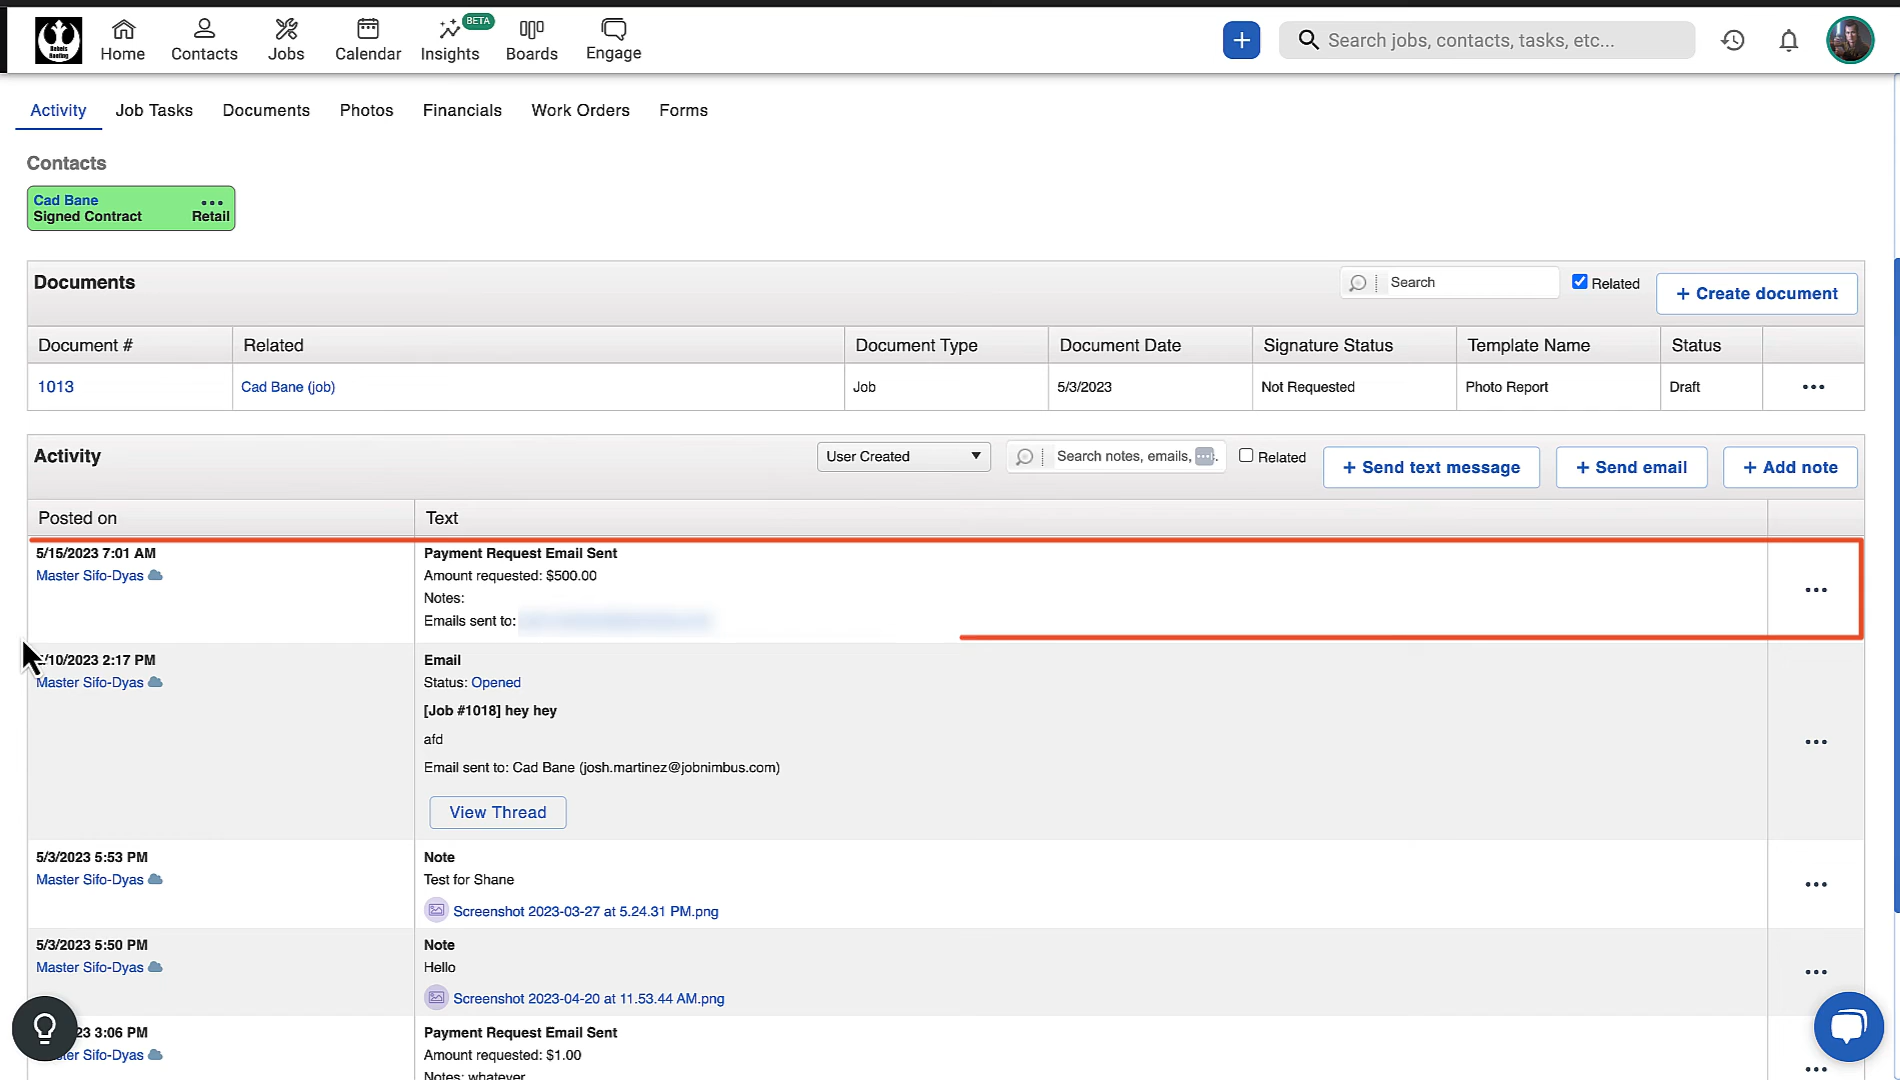 Rebels
Roofing
Home
Contacts
Jobs
Calendar
Insights
BETA
Boards
Engage
+
Search jobs, contacts, tasks, etc...
Activity
Job Tasks
Documents
Photos
Financials
Work Orders
Forms
Contacts
Cad Bane
Signed Contract
Retail
Documents
Search
Related
+ Create document
Document #
Related
Document Type
Document Date
Signature Status
Template Name
Status
1013
Cad Bane (job)
Job
5/3/2023
Not Requested
Photo Report
Draft
Activity
User Created
Search notes, emails,
Related
+ Send text message
+ Send email
+ Add note
Posted on
Text
5/15/2023 7:01 AM
Master Sifo-Dyas
Payment Request Email Sent
Amount requested: $500.00
Notes:
Emails sent to:
/10/2023 2:17 PM
Master Sifo-Dyas
Email
Status: Opened
[Job #1018] hey hey
afd
Email sent to: Cad Bane (josh.martinez@jobnimbus.com)
View Thread
5/3/2023 5:53 PM
Master Sifo-Dyas
Note
Test for Shane
Screenshot 2023-03-27 at 5.24.31 PM.png
5/3/2023 5:50 PM
Master Sifo-Dyas
Note
Hello
Screenshot 2023-04-20 at 11.53.44 AM.png
23 3:06 PM
ter Sifo-Dyas
Payment Request Email Sent
Amount requested: $1.00
Notes: whatever